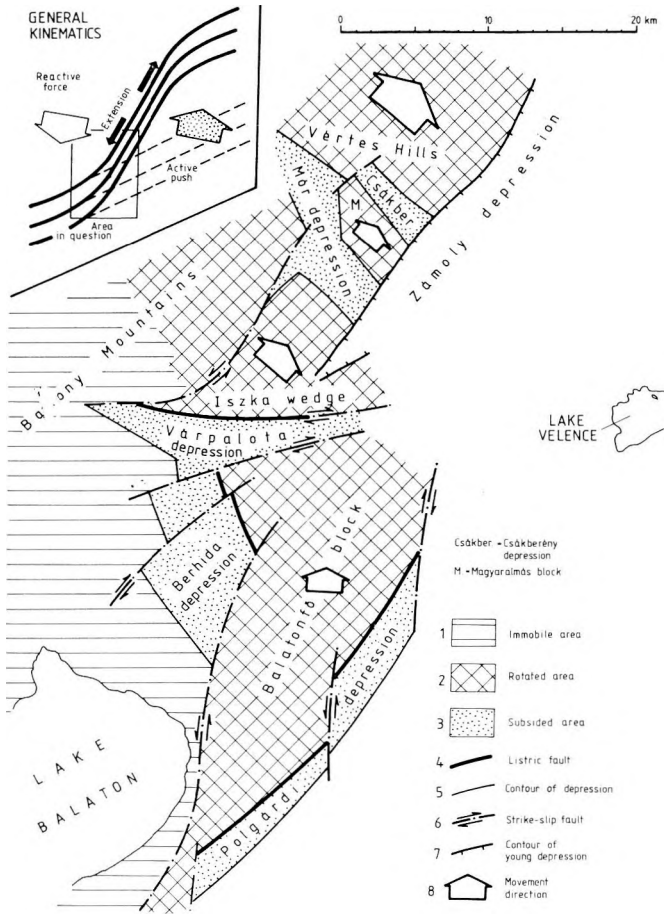 GENERAL
KINEMATICS
Reactive
force
Extension
Active
push
Area
in question
0 10 20 km
Vértes Hills
Mór depression
M.
Csákber
Zámoly depression
Bakony Mountains
Iszka wedge
Várpalota
depression
LAKE
VELENCE
Berhida
depression
Balatonfő block
Polgárdi depression
LAKE
BALATON
Csákber = Csákberény
depression
M = Magyaralmás block
1 Immobile area
2 Rotated area
3 Subsided area
4 Listric fault
5 Contour of depression
6 Strike-slip fault
7 Contour of
young depression
8 Movement
direction